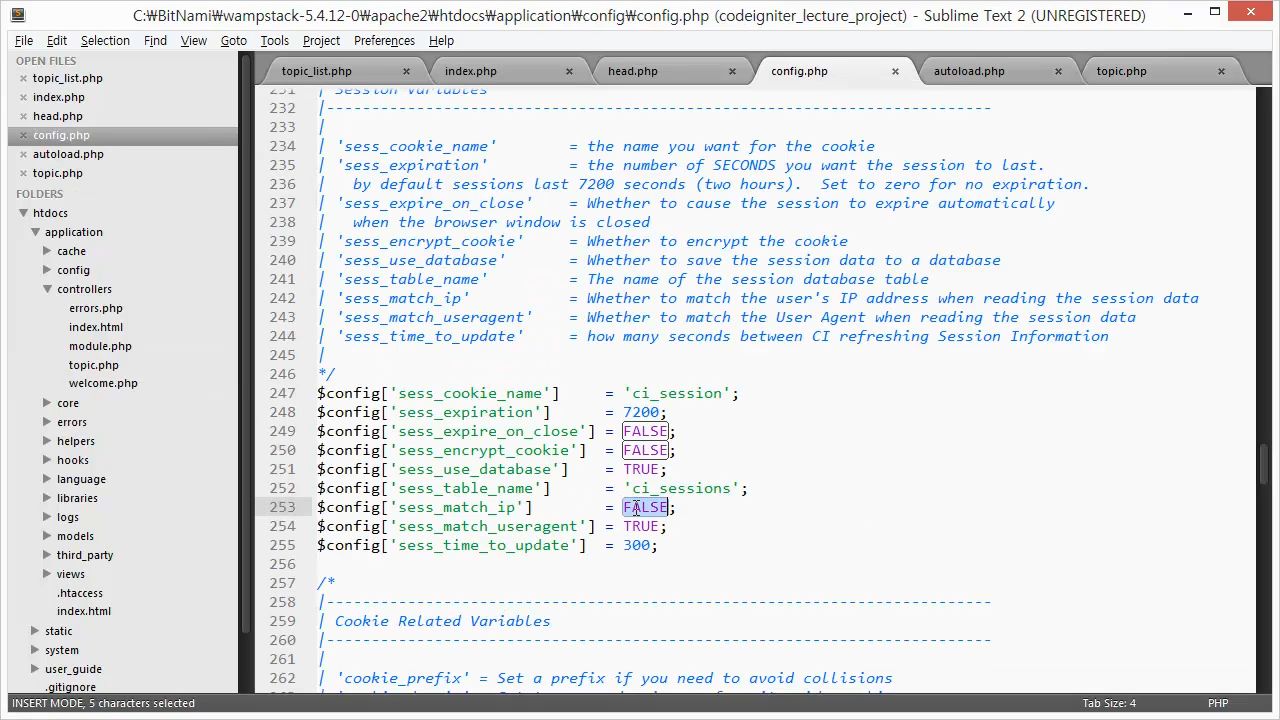 C:₩BitNami₩wampstack-5.4.12-0₩apache2₩htdocs₩application₩config₩config.php (codeigniter_lecture_project) - Sublime Text 2 (UNREGISTERED)
File Edit Selection Find View Goto Tools Project Preferences Help
OPEN FILES
topic_list.php
index.php
head.php
config.php
autoload.php
topic.php
FOLDERS
htdocs
application
cache
config
controllers
errors.php
index.html
module.php
topic.php
welcome.php
core
errors
helpers
hooks
language
libraries
logs
models
third_party
views
.htaccess
index.html
static
system
user_guide
.gitignore
topic_list.php index.php head.php config.php autoload.php topic.php
231 | Session Variables
232 |--------------------------------------------------------------------------
233 |
234 | 'sess_cookie_name' = the name you want for the cookie
235 | 'sess_expiration' = the number of SECONDS you want the session to last.
236 | by default sessions last 7200 seconds (two hours). Set to zero for no expiration.
237 | 'sess_expire_on_close' = Whether to cause the session to expire automatically
238 | when the browser window is closed
239 | 'sess_encrypt_cookie' = Whether to encrypt the cookie
240 | 'sess_use_database' = Whether to save the session data to a database
241 | 'sess_table_name' = The name of the session database table
242 | 'sess_match_ip' = Whether to match the user's IP address when reading the session data
243 | 'sess_match_useragent' = Whether to match the User Agent when reading the session data
244 | 'sess_time_to_update' = how many seconds between CI refreshing Session Information
245 |
246 */
247 $config['sess_cookie_name'] = 'ci_session';
248 $config['sess_expiration'] = 7200;
249 $config['sess_expire_on_close'] = FALSE;
250 $config['sess_encrypt_cookie'] = FALSE;
251 $config['sess_use_database'] = TRUE;
252 $config['sess_table_name'] = 'ci_sessions';
253 $config['sess_match_ip'] = FALSE;
254 $config['sess_match_useragent'] = TRUE;
255 $config['sess_time_to_update'] = 300;
256
257 /*
258 |--------------------------------------------------------------------------
259 | Cookie Related Variables
260 |--------------------------------------------------------------------------
261 |
262 | 'cookie_prefix' = Set a prefix if you need to avoid collisions
INSERT MODE, 5 characters selected Tab Size: 4 PHP